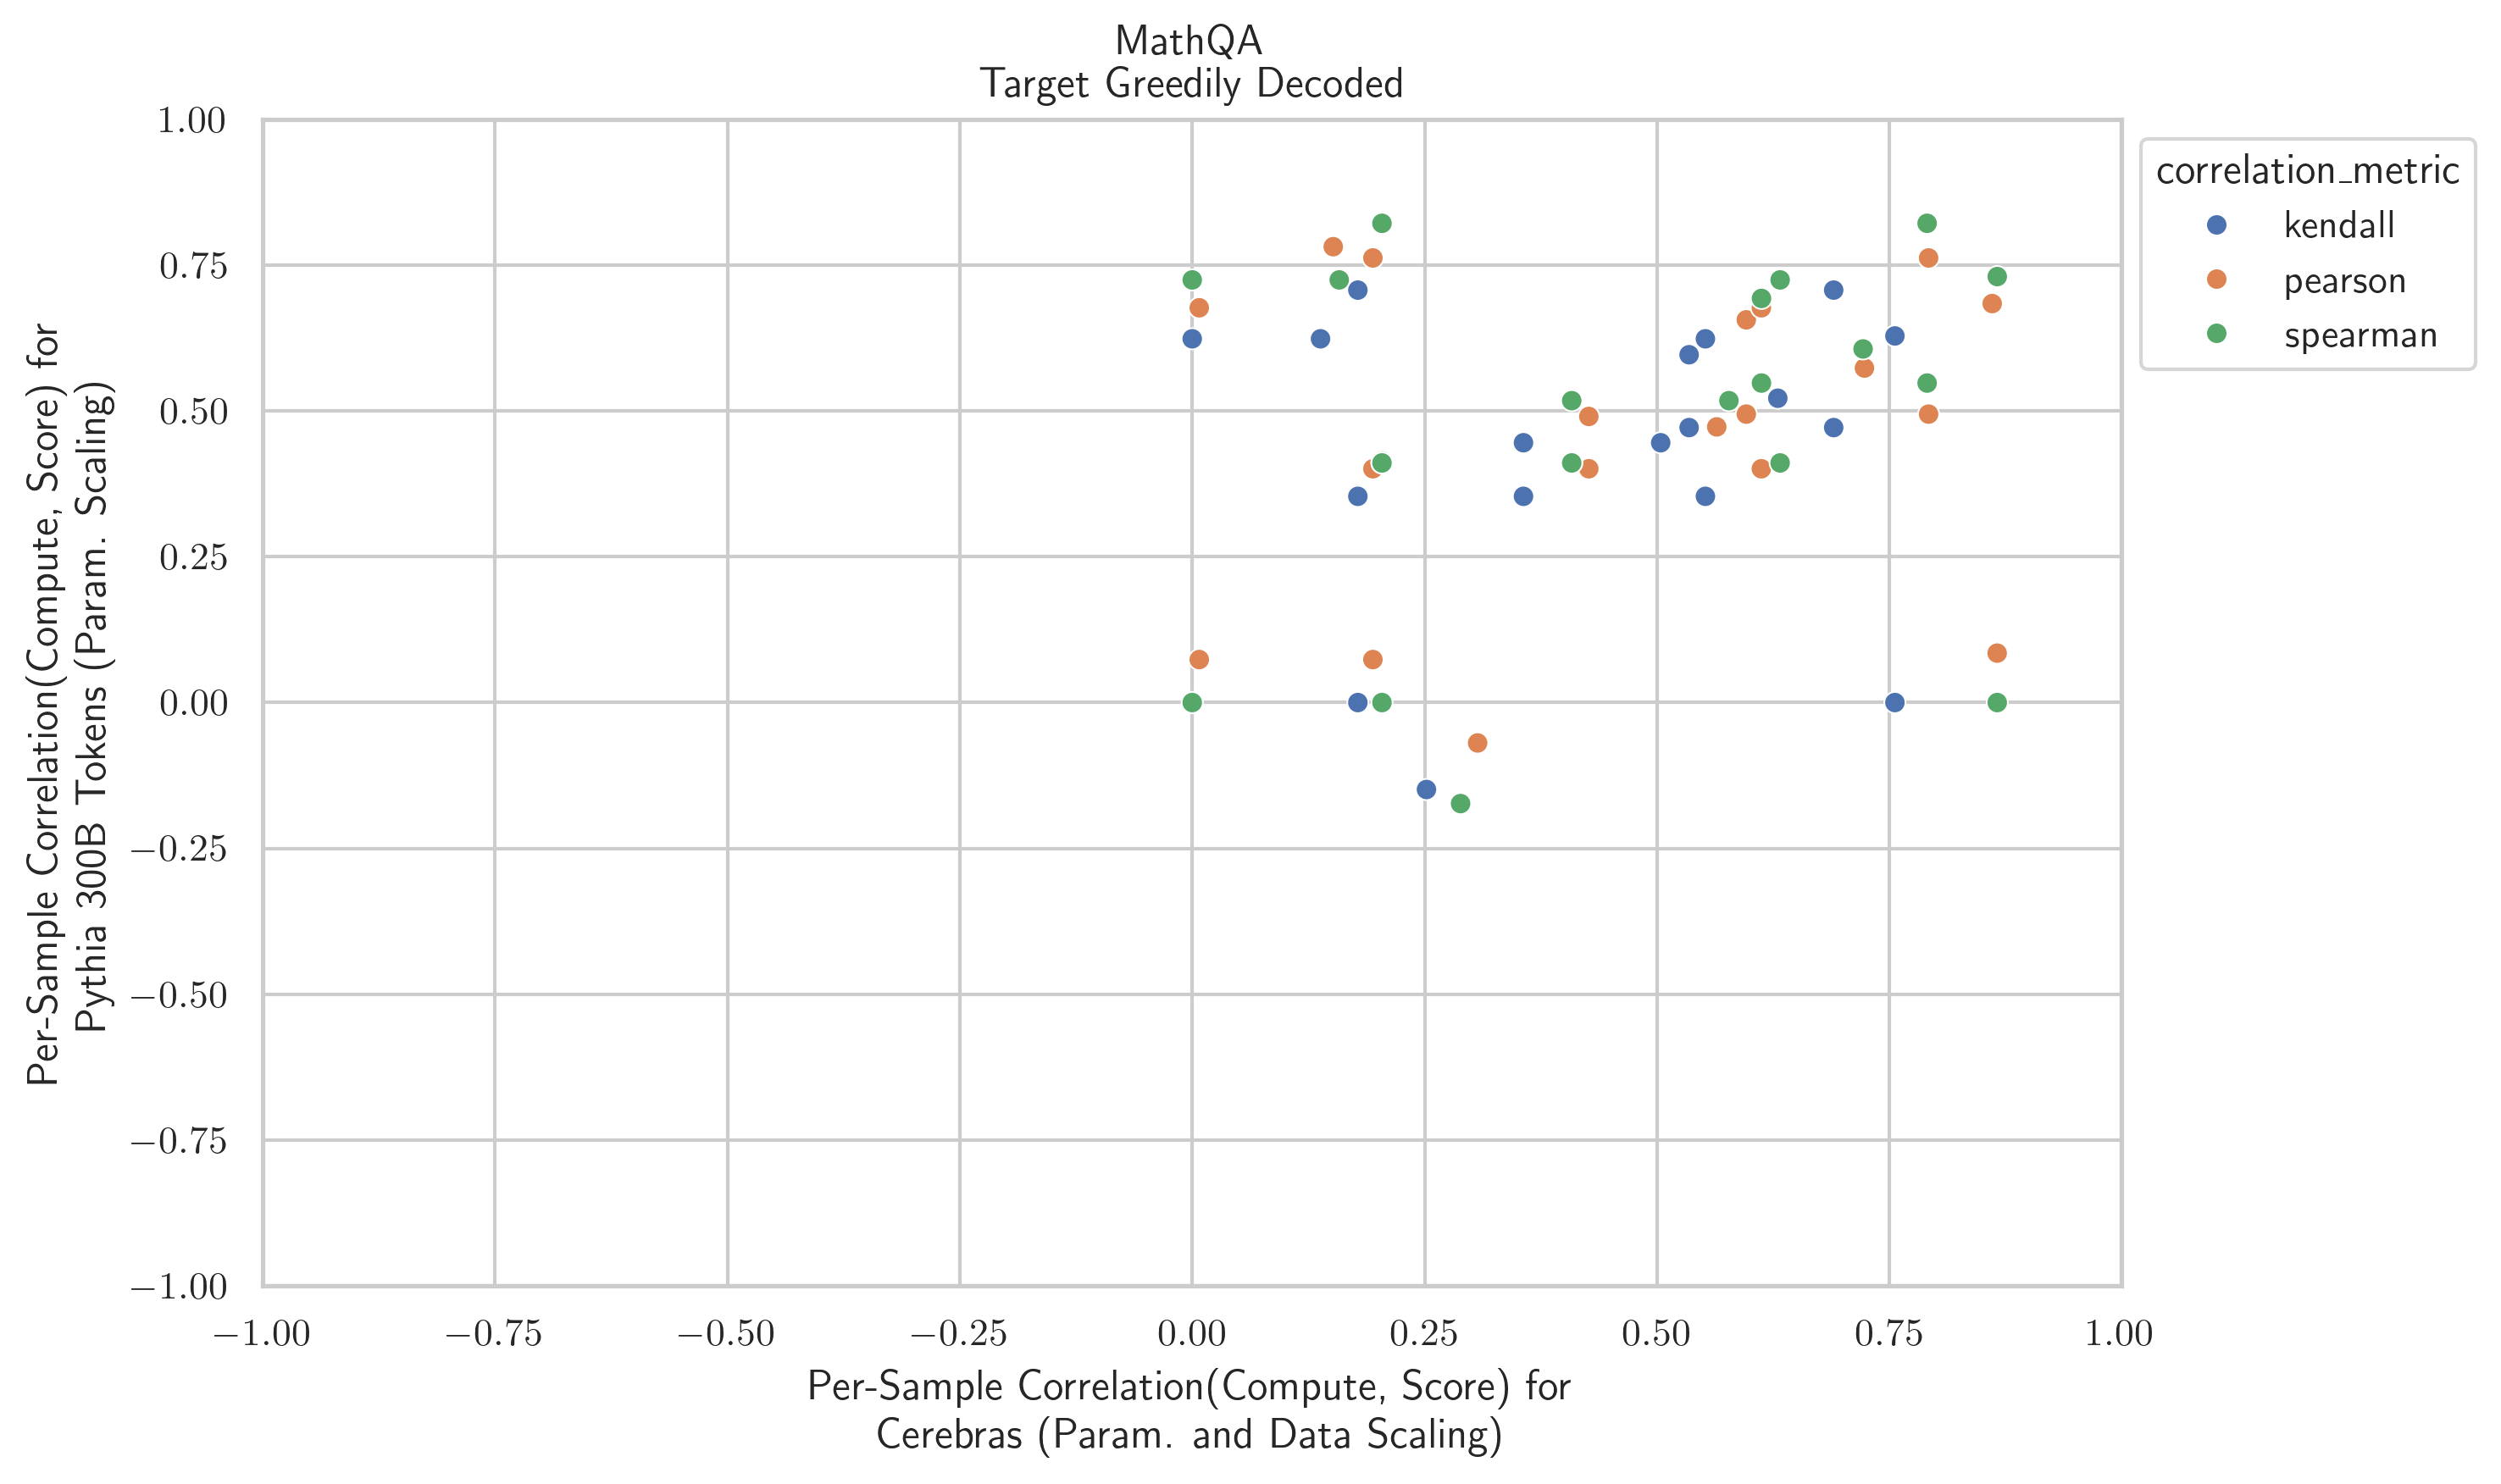 MathQA
Target Greedily Decoded
1.00
0.75
0.50
0.25
0.00
−0.25
−0.50
−0.75
−1.00
Per-Sample Correlation(Compute, Score) for
Pythia 300B Tokens (Param. Scaling)
−1.00 −0.75 −0.50 −0.25 0.00 0.25 0.50 0.75 1.00
Per-Sample Correlation(Compute, Score) for
Cerebras (Param. and Data Scaling)
correlation_metric
kendall
pearson
spearman